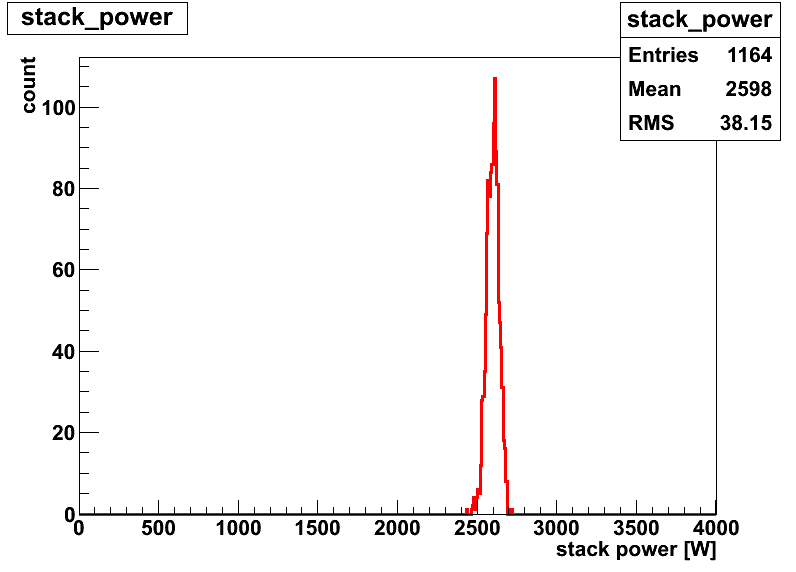 stack_power
stack_power
Entries 1164
Mean 2598
RMS 38.15
count
100
80
60
40
20
0
0 500 1000 1500 2000 2500 3000 3500 4000
stack power [W]